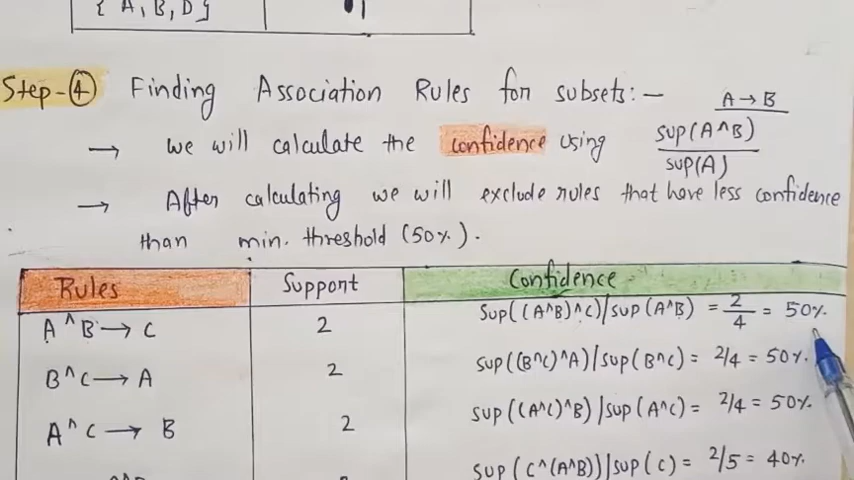 { A, B, D } 1
Step-④ Finding Association Rules for subsets:-
A → B
→ we will calculate the confidence using sup(A^B)
sup(A)
→ After calculating we will exclude rules that have less confidence
than min. threshold (50%).
Rules Support Confidence
A^B → C 2 Sup((A^B)^C)/sup(A^B) = 2/4 = 50%
B^C → A 2 sup((B^C)^A)/sup(B^C) = 2/4 = 50%.
A^C → B 2 sup((A^C)^B)/sup(A^C) = 2/4 = 50%
sup(C^(A^B))/sup(C) = 2/5 = 40%